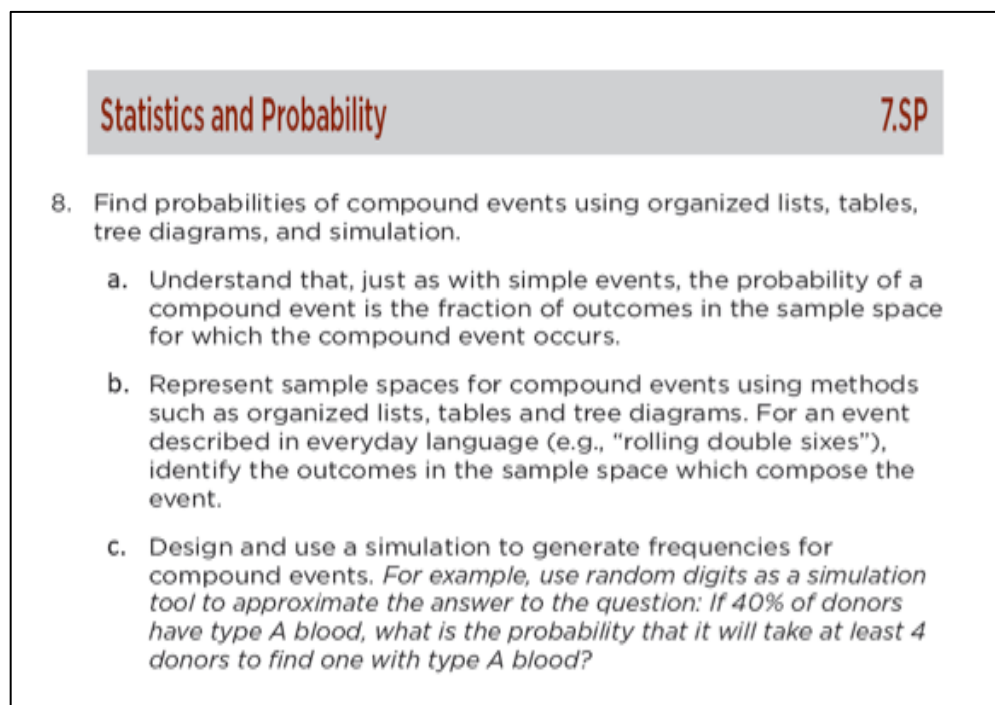 Statistics and Probability 7.SP
8. Find probabilities of compound events using organized lists, tables,
tree diagrams, and simulation.
a. Understand that, just as with simple events, the probability of a
compound event is the fraction of outcomes in the sample space
for which the compound event occurs.
b. Represent sample spaces for compound events using methods
such as organized lists, tables and tree diagrams. For an event
described in everyday language (e.g., “rolling double sixes”),
identify the outcomes in the sample space which compose the
event.
c. Design and use a simulation to generate frequencies for
compound events. For example, use random digits as a simulation
tool to approximate the answer to the question: If 40% of donors
have type A blood, what is the probability that it will take at least 4
donors to find one with type A blood?